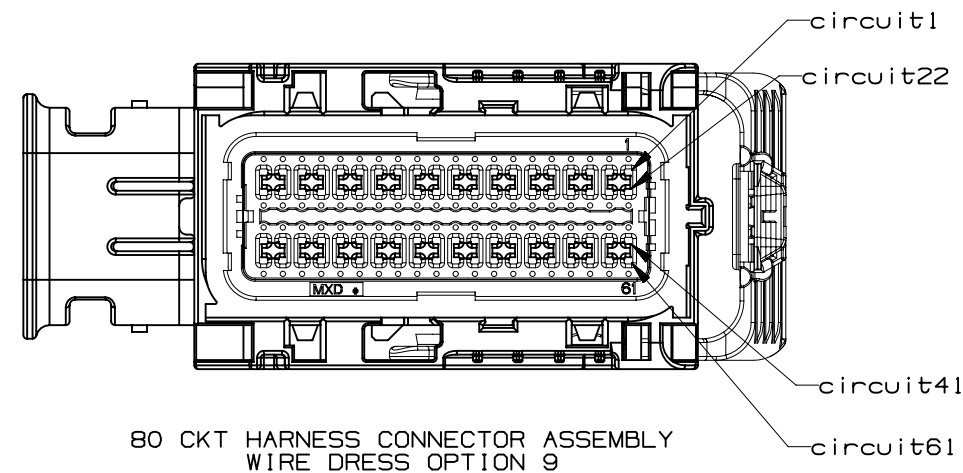 circuit1
circuit22
1
MXD
61
circuit41
circuit61
80 CKT HARNESS CONNECTOR ASSEMBLY
WIRE DRESS OPTION 9